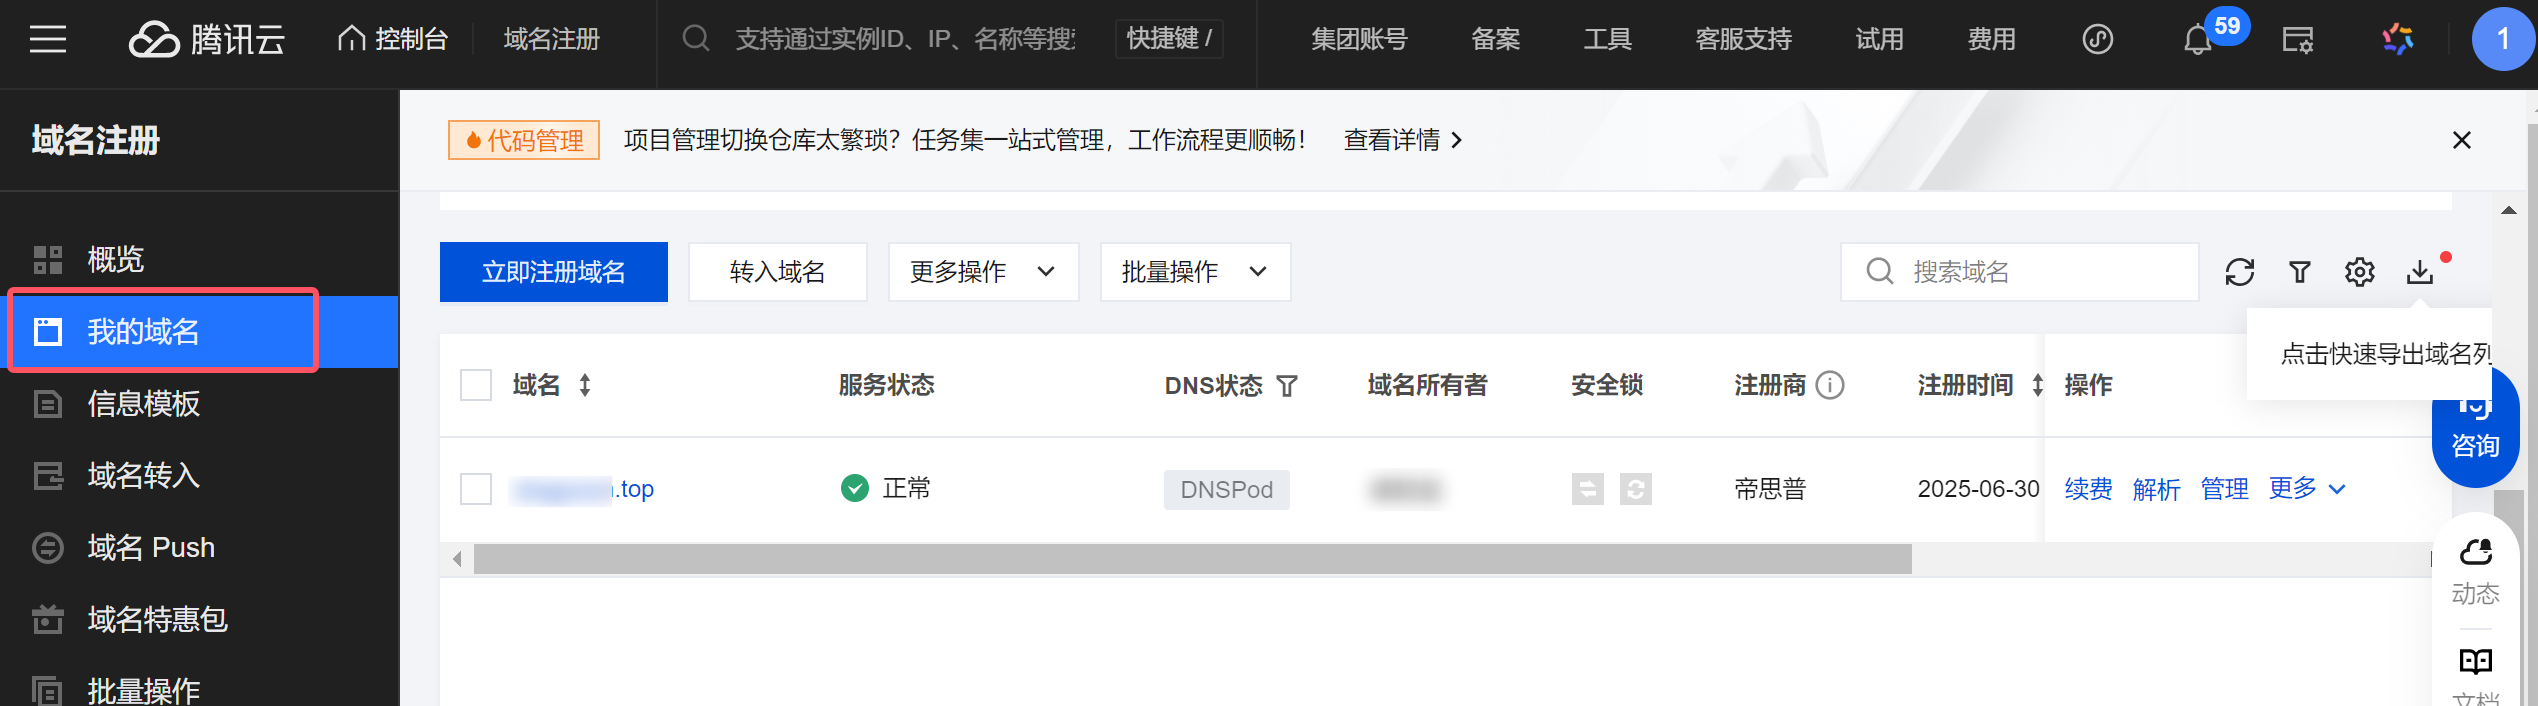 腾讯云
控制台
域名注册
支持通过实例ID、IP、名称等搜
快捷键 /
集团账号
备案
工具
客服支持
试用
费用
59
1
域名注册
概览
我的域名
信息模板
域名转入
域名 Push
域名特惠包
批量操作
代码管理
项目管理切换仓库太繁琐？任务集一站式管理，工作流程更顺畅！
查看详情
立即注册域名
转入域名
更多操作
批量操作
搜索域名
点击快速导出域名列
域名
服务状态
DNS状态
域名所有者
安全锁
注册商
注册时间
操作
.top
正常
DNSPod
帝思普
2025-06-30
续费
解析
管理
更多
咨询
动态
文档